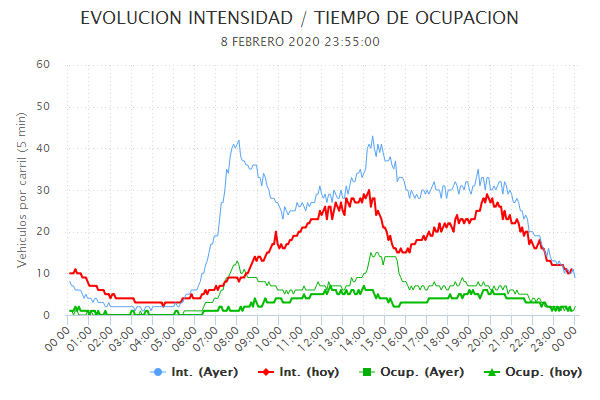 EVOLUCION INTENSIDAD / TIEMPO DE OCUPACION
8 FEBRERO 2020 23:55:00
Vehiculos por carril (5 min)
60
50
40
30
20
10
0
00:00 01:00 02:00 03:00 04:00 05:00 06:00 07:00 08:00 09:00 10:00 11:00 12:00 13:00 14:00 15:00 16:00 17:00 18:00 19:00 20:00 21:00 22:00 23:00 00:00
Int. (Ayer) Int. (hoy) Ocup. (Ayer) Ocup. (hoy)